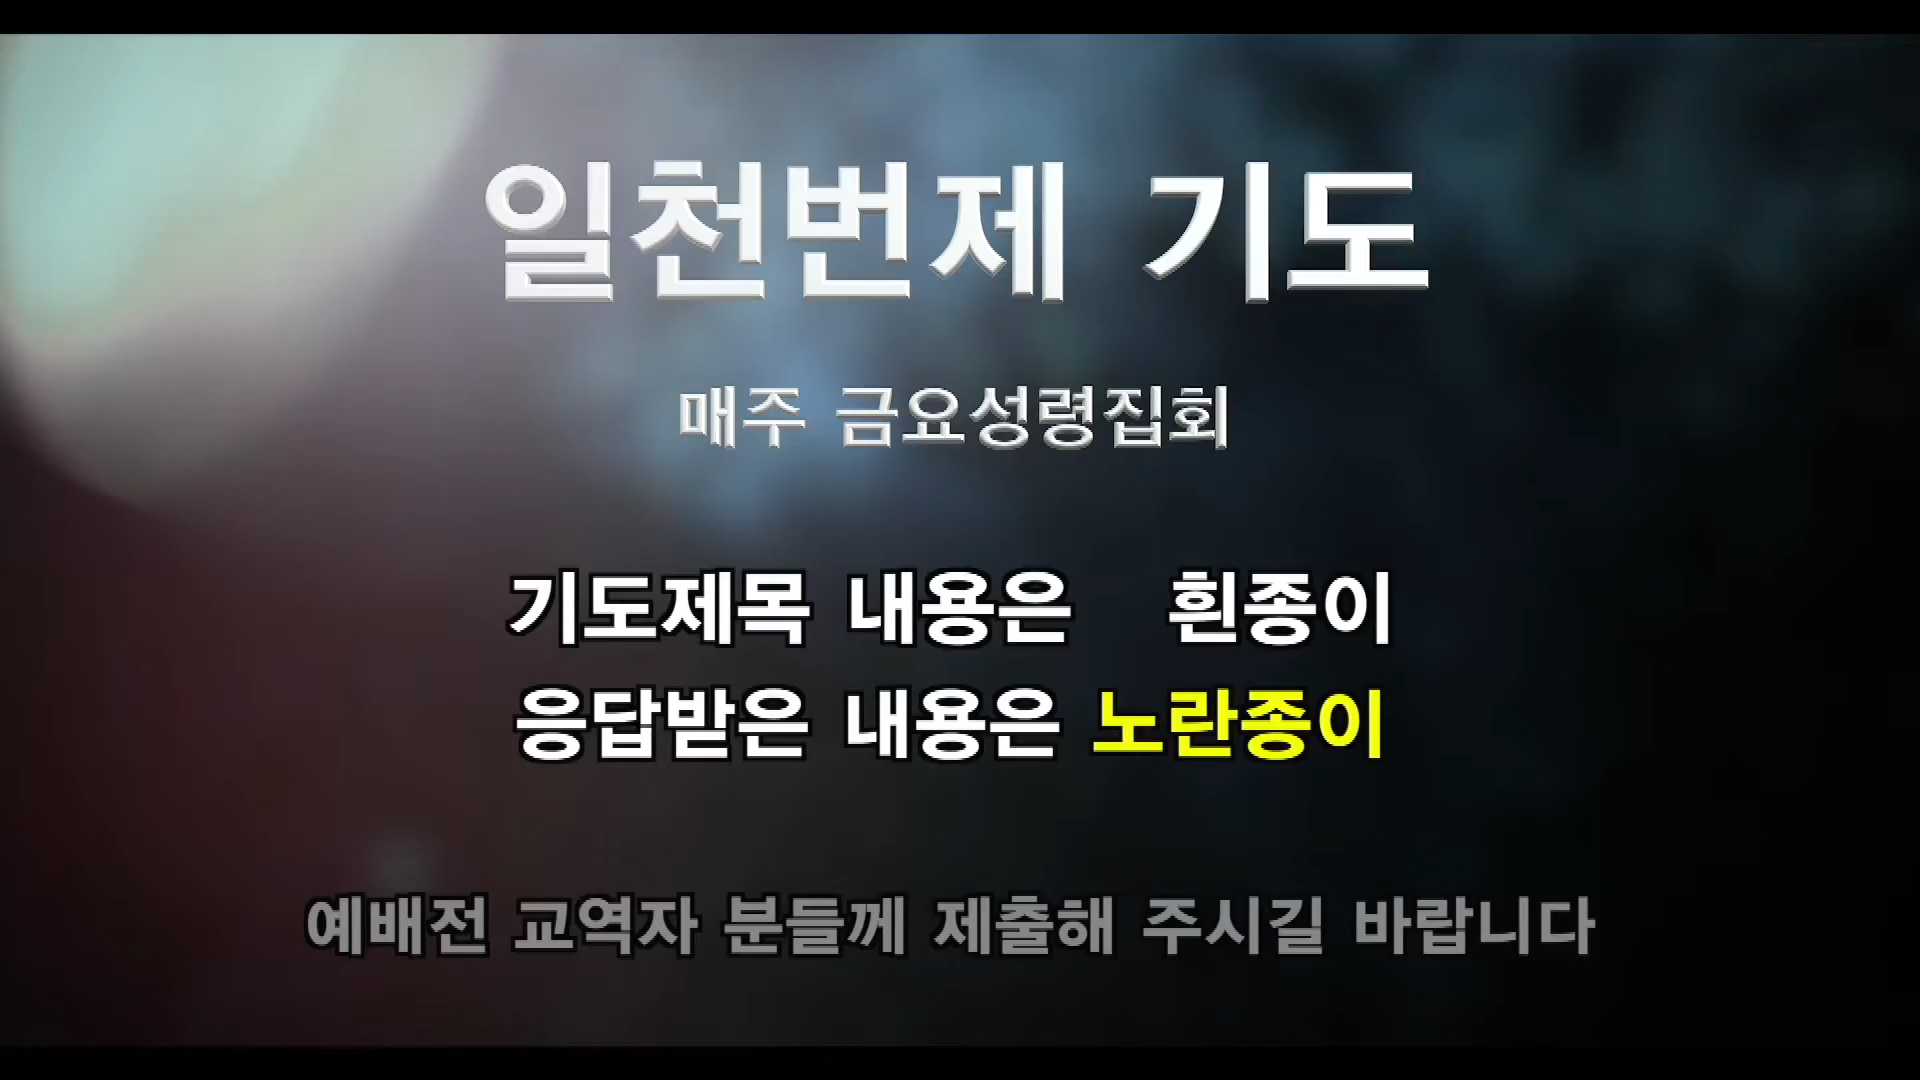 일천번제 기도
매주 금요성령집회
기도제목 내용은 흰종이
응답받은 내용은 노란종이
예배전 교역자 분들께 제출해 주시길 바랍니다